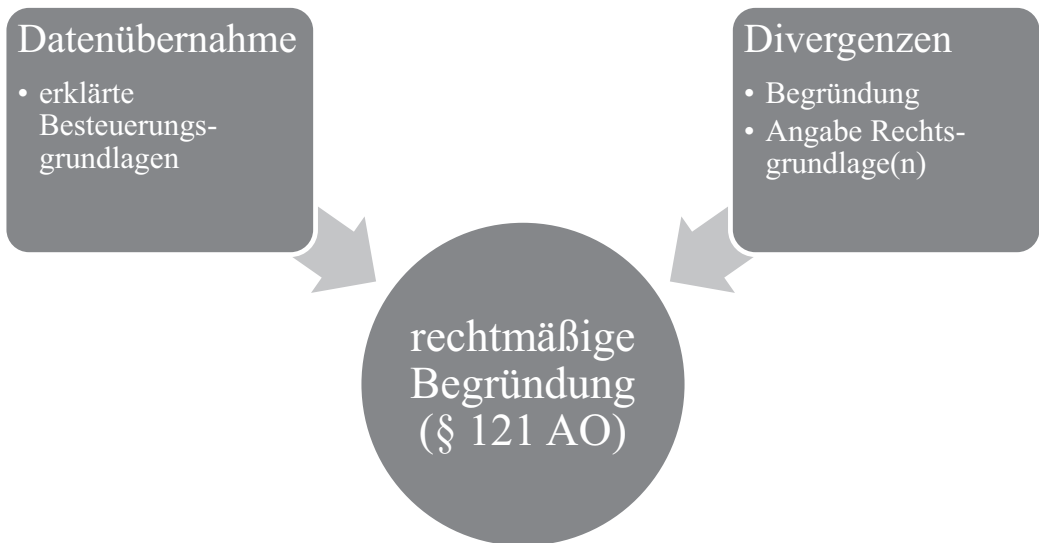 Datenübernahme
• erklärte
Besteuerungs-
grundlagen
Divergenzen
• Begründung
• Angabe Rechts-
grundlage(n)
rechtmäßige
Begründung
(§ 121 AO)